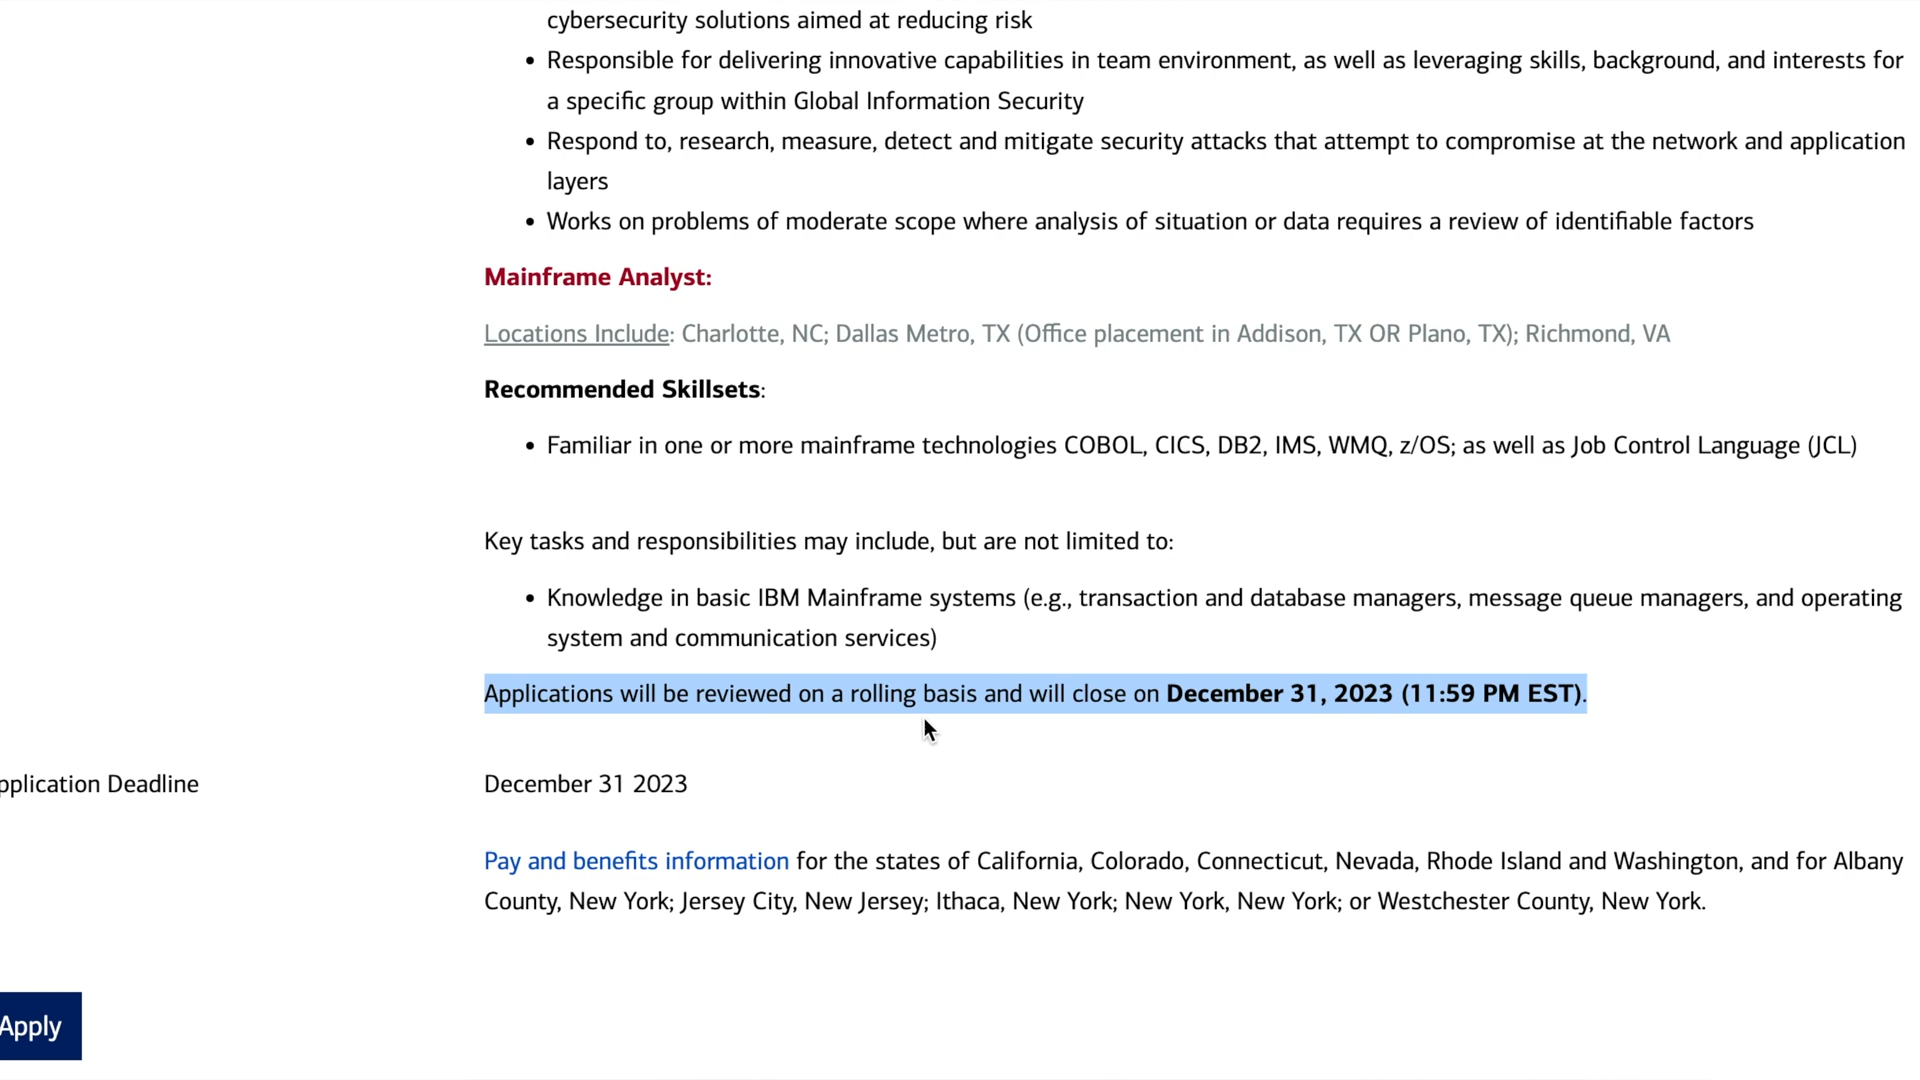 cybersecurity solutions aimed at reducing risk
• Responsible for delivering innovative capabilities in team environment, as well as leveraging skills, background, and interests for
a specific group within Global Information Security
• Respond to, research, measure, detect and mitigate security attacks that attempt to compromise at the network and application
layers
• Works on problems of moderate scope where analysis of situation or data requires a review of identifiable factors
Mainframe Analyst:
Locations Include: Charlotte, NC; Dallas Metro, TX (Office placement in Addison, TX OR Plano, TX); Richmond, VA
Recommended Skillsets:
• Familiar in one or more mainframe technologies COBOL, CICS, DB2, IMS, WMQ, z/OS; as well as Job Control Language (JCL)
Key tasks and responsibilities may include, but are not limited to:
• Knowledge in basic IBM Mainframe systems (e.g., transaction and database managers, message queue managers, and operating
system and communication services)
Applications will be reviewed on a rolling basis and will close on December 31, 2023 (11:59 PM EST).
pplication Deadline
December 31 2023
Pay and benefits information for the states of California, Colorado, Connecticut, Nevada, Rhode Island and Washington, and for Albany
County, New York; Jersey City, New Jersey; Ithaca, New York; New York, New York; or Westchester County, New York.
Apply